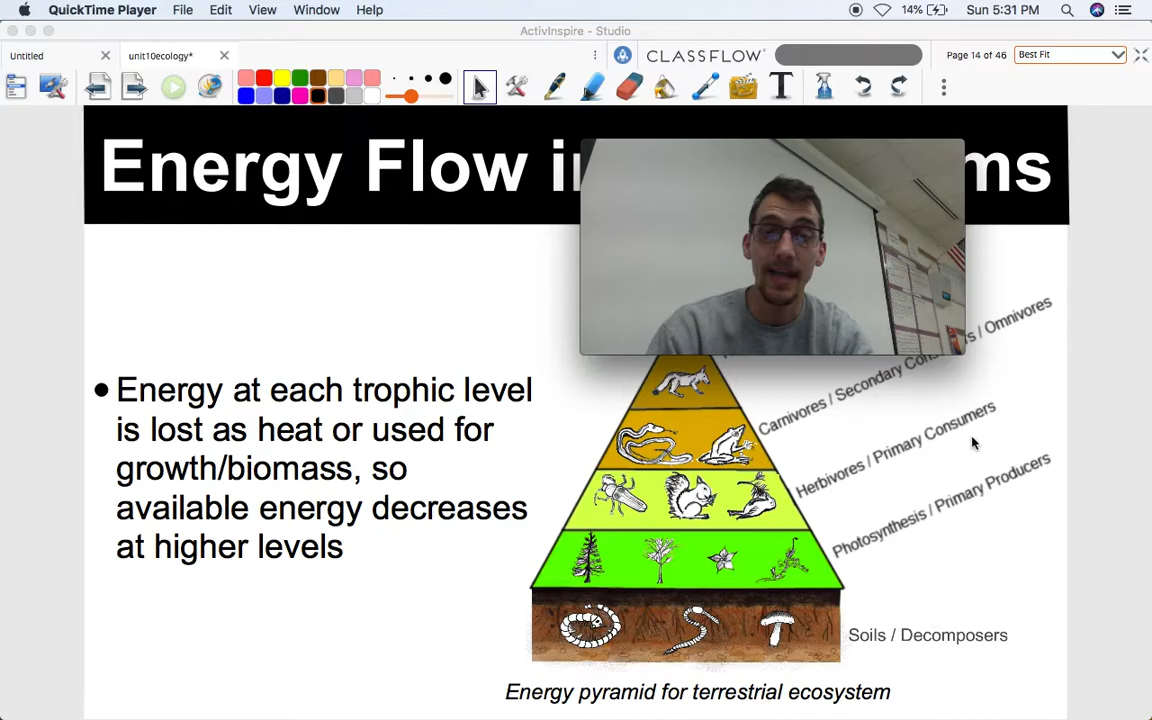 QuickTime Player File Edit View Window Help 14% Sun 5:31 PM
ActivInspire - Studio
Untitled unit10ecology* CLASSFLOW Page 14 of 46 Best Fit
T
Energy Flow in ms
• Energy at each trophic level
is lost as heat or used for
growth/biomass, so
available energy decreases
at higher levels
Carnivores / Secondary Con s / Omnivores
Herbivores / Primary Consumers
Photosynthesis / Primary Producers
Soils / Decomposers
Energy pyramid for terrestrial ecosystem